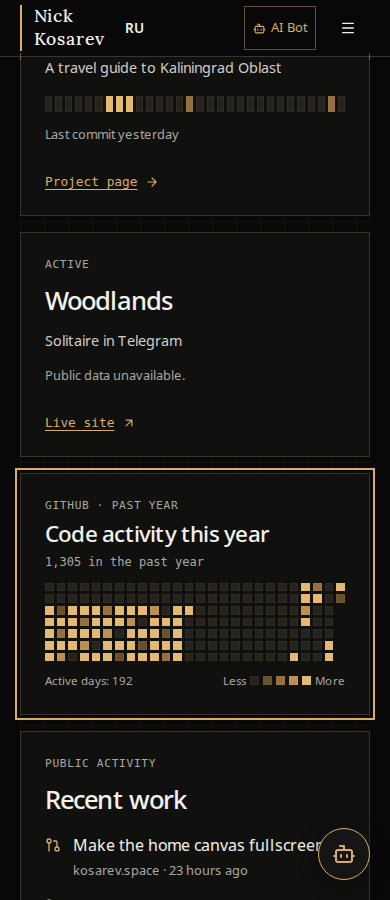 Nick
Kosarev
RU
AI Bot
A travel guide to Kaliningrad Oblast
Last commit yesterday
Project page →
ACTIVE
Woodlands
Solitaire in Telegram
Public data unavailable.
Live site ↗
GITHUB · PAST YEAR
Code activity this year
1,305 in the past year
Active days: 192
Less
More
PUBLIC ACTIVITY
Recent work
Make the home canvas fullscreen
kosarev.space · 23 hours ago